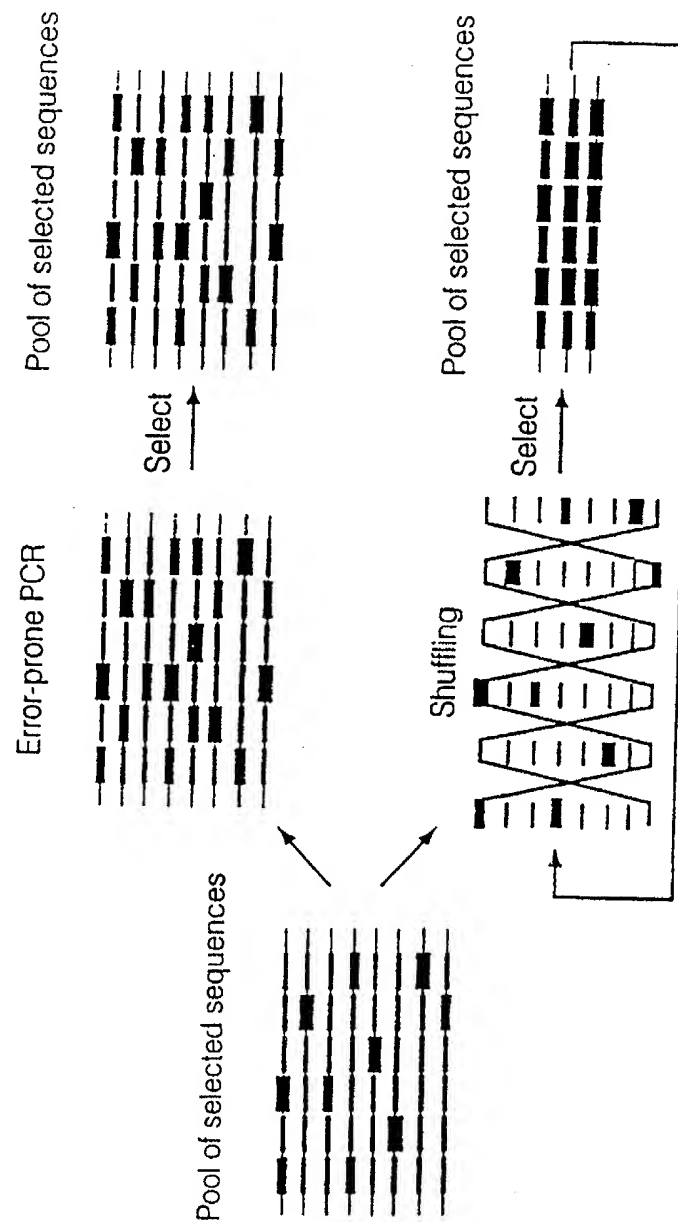 Pool of selected sequences
Error-prone PCR
Select
Pool of selected sequences
Shuffling
Select
Pool of selected sequences